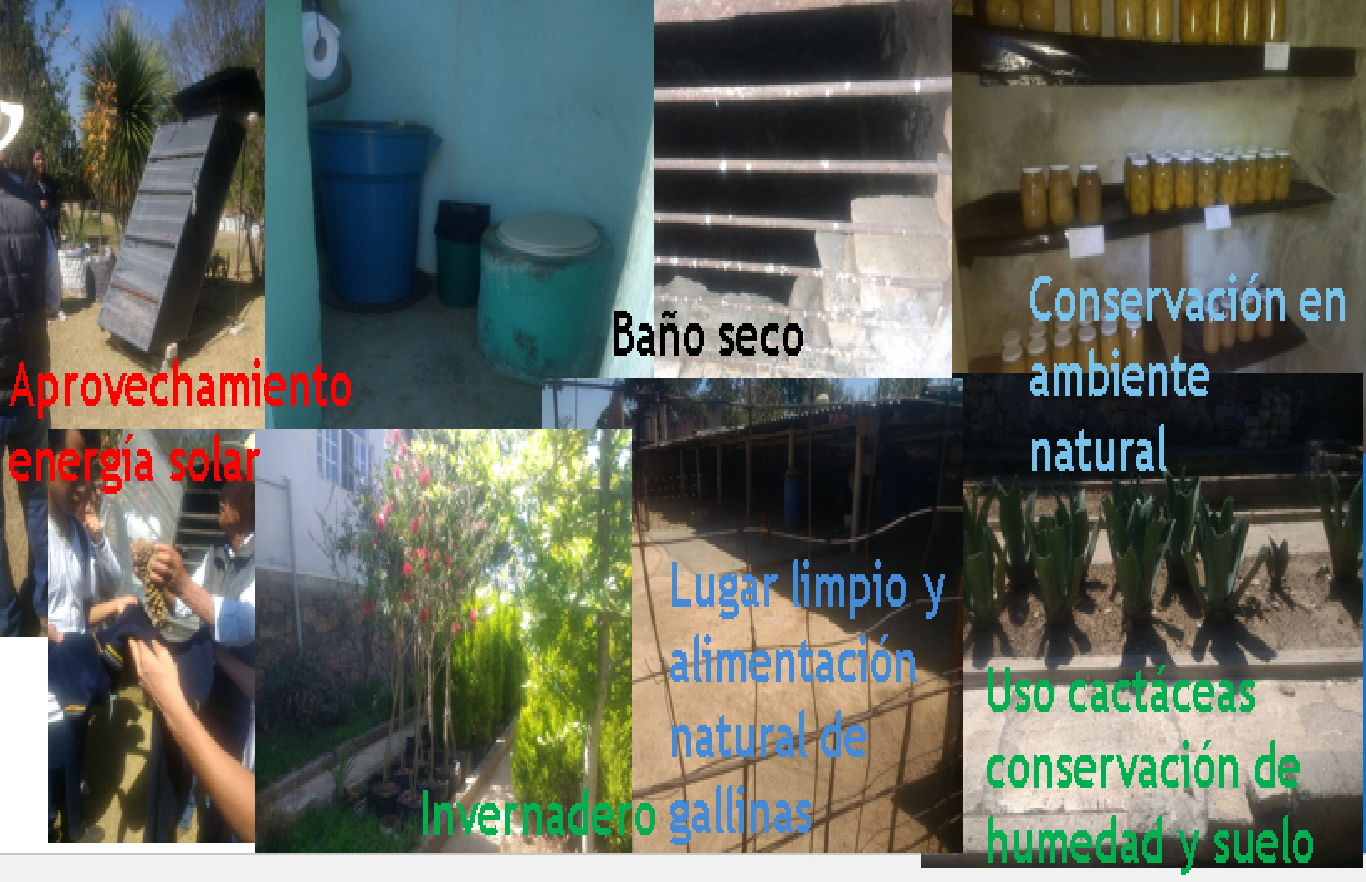 Baño seco
Conservación en
ambiente
natural
Aprovechamiento
energía solar
Lugar limpio y
alimentación
natural de
gallinas
Uso cactáceas
conservación de
humedad y suelo
Invernadero